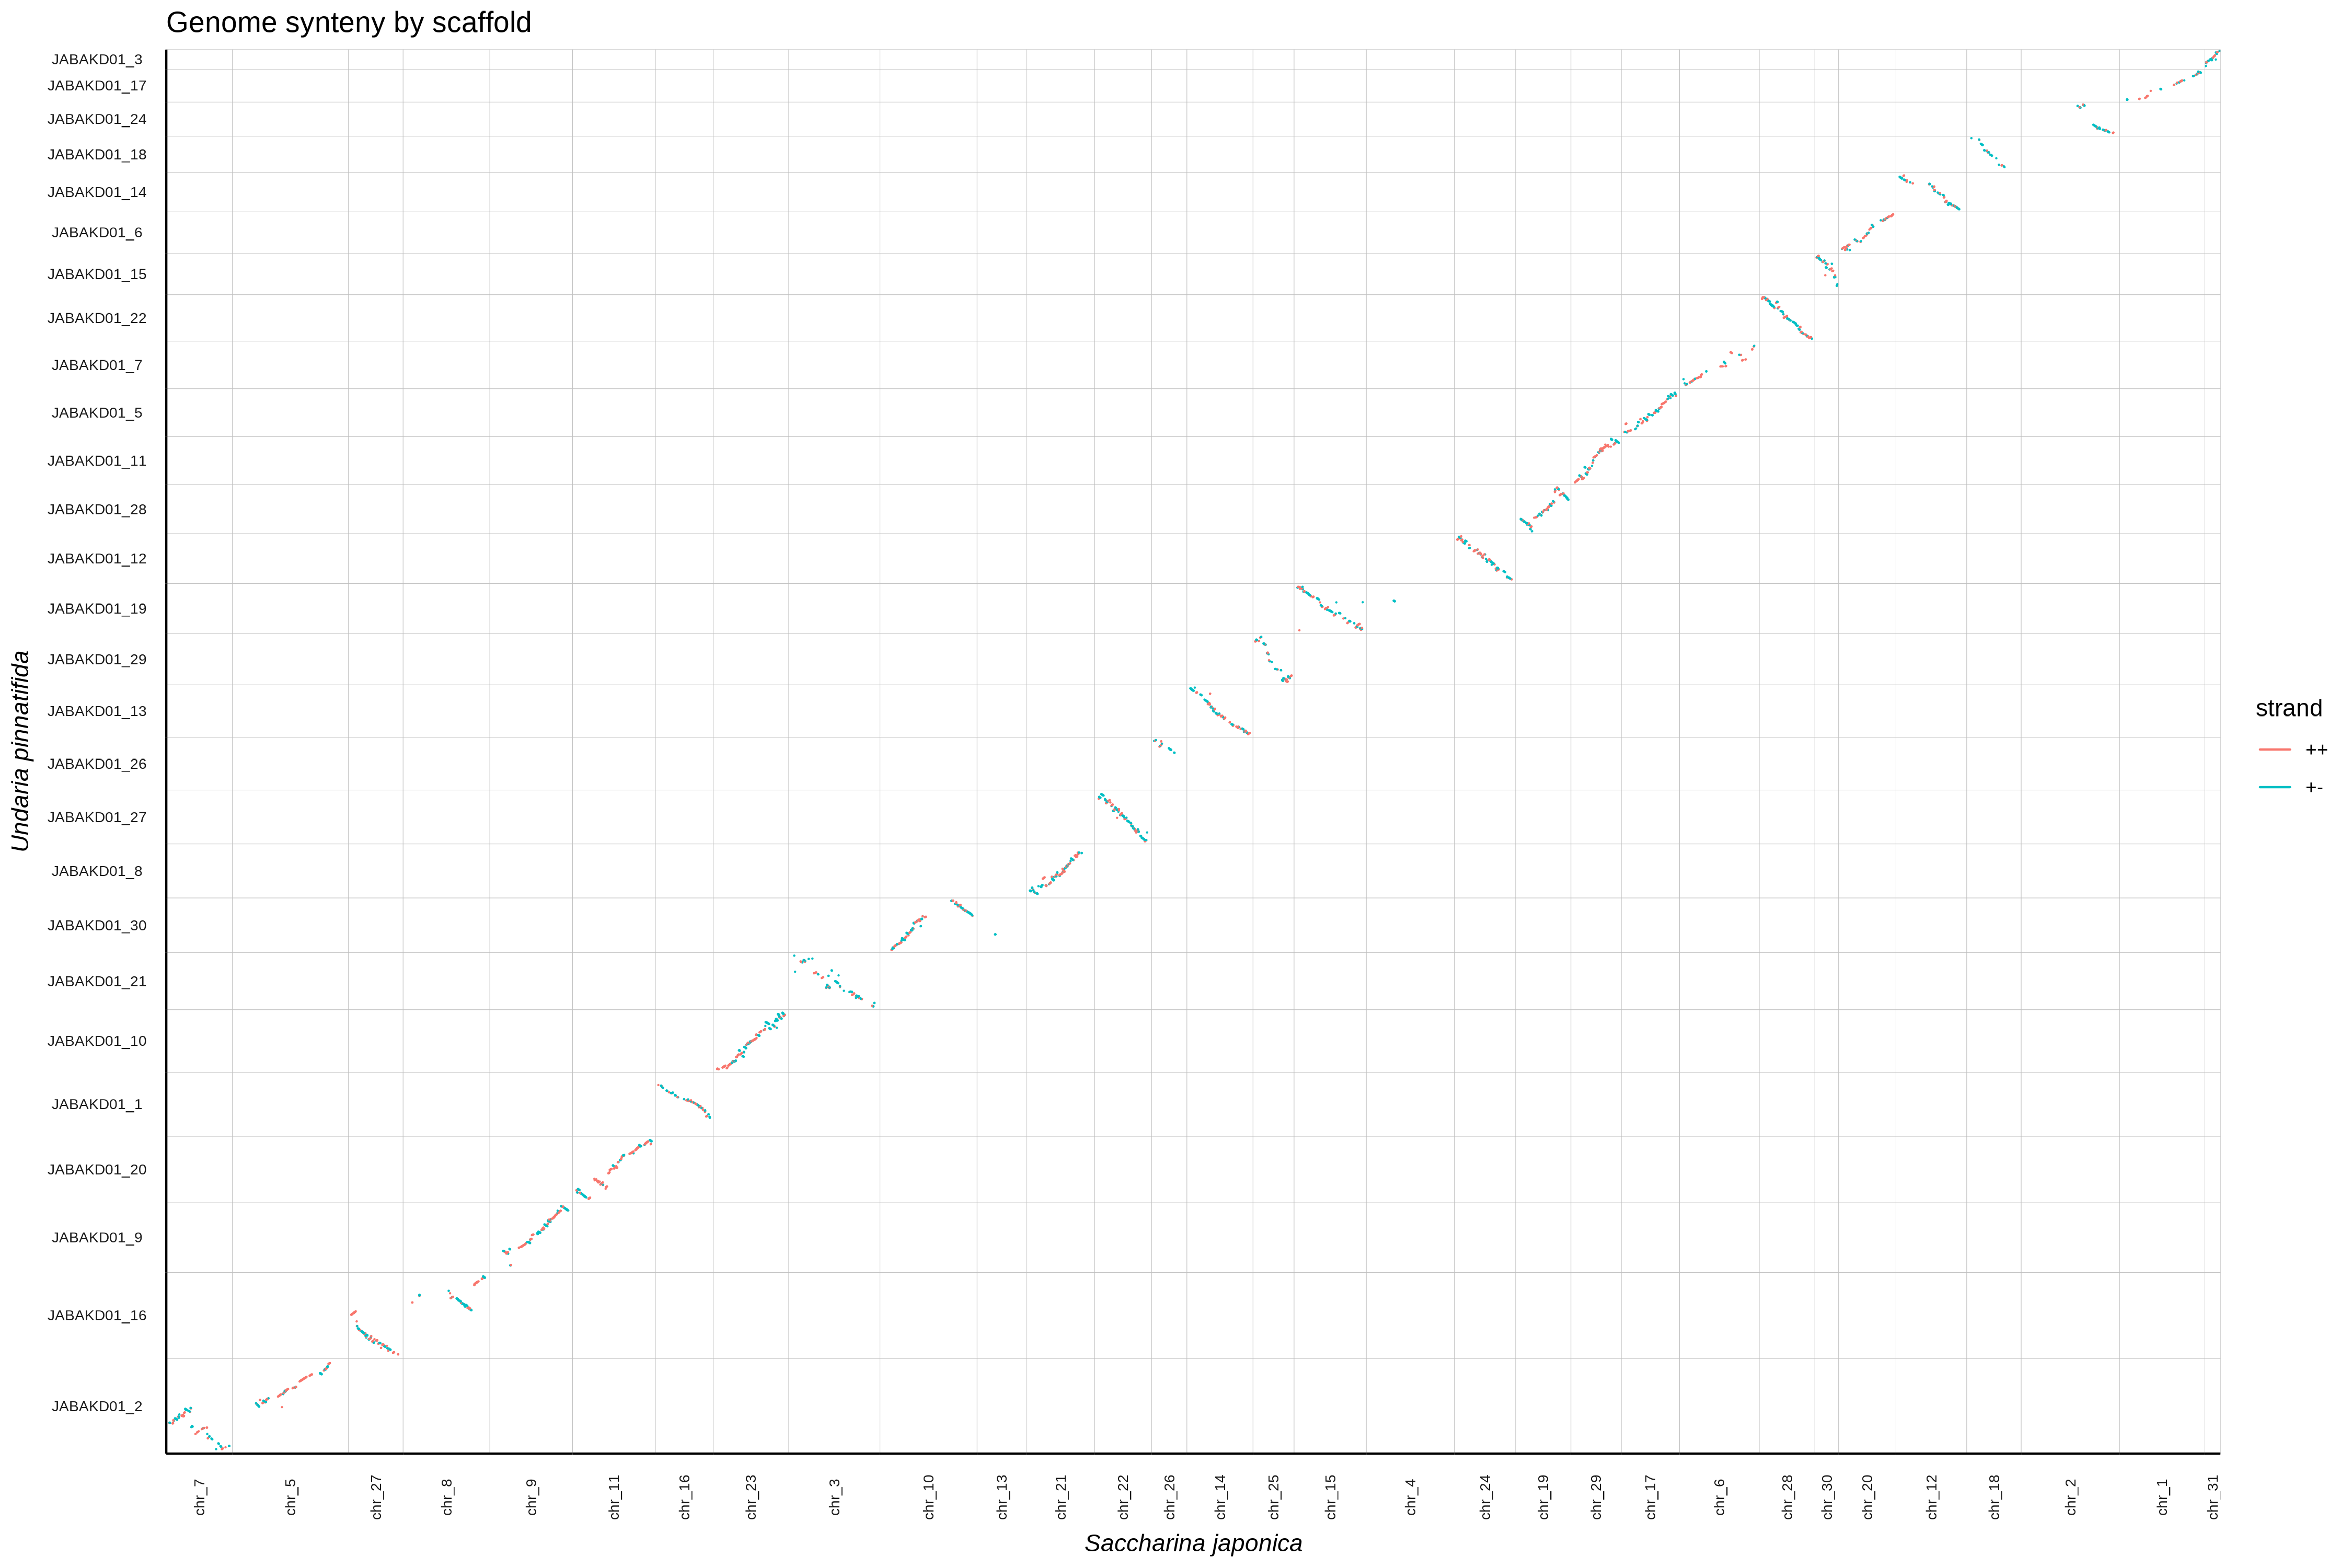 Genome synteny by scaffold
JABAKD01_3
JABAKD01_17
JABAKD01_24
JABAKD01_18
JABAKD01_14
JABAKD01_6
JABAKD01_15
JABAKD01_22
JABAKD01_7
JABAKD01_5
JABAKD01_11
JABAKD01_28
JABAKD01_12
JABAKD01_19
JABAKD01_29
JABAKD01_13
JABAKD01_26
JABAKD01_27
JABAKD01_8
JABAKD01_30
JABAKD01_21
JABAKD01_10
JABAKD01_1
JABAKD01_20
JABAKD01_9
JABAKD01_16
JABAKD01_2
Undaria pinnatifida
chr_7
chr_5
chr_27
chr_8
chr_9
chr_11
chr_16
chr_23
chr_3
chr_10
chr_13
chr_21
chr_22
chr_26
chr_14
chr_25
chr_15
chr_4
chr_24
chr_19
chr_29
chr_17
chr_6
chr_28
chr_30
chr_20
chr_12
chr_18
chr_2
chr_1
chr_31
Saccharina japonica
strand
++
+-